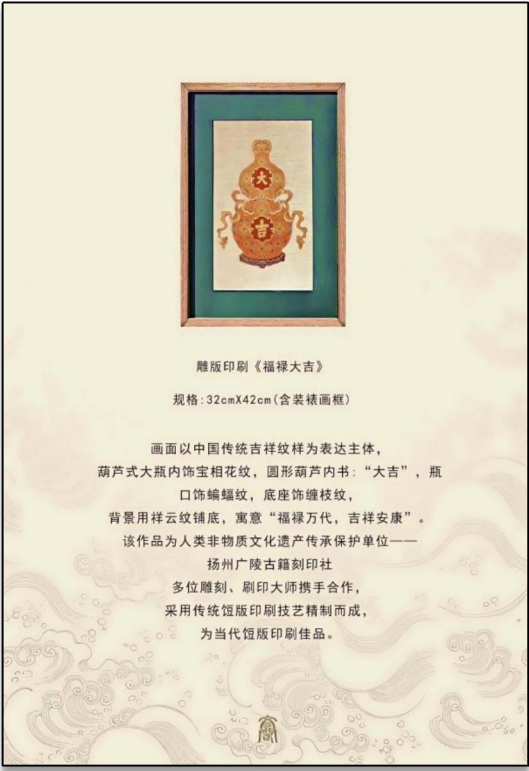 大
吉
雕版印刷《福禄大吉》
规格:32cmX42cm(含装裱画框)
画面以中国传统吉祥纹样为表达主体，
葫芦式大瓶内饰宝相花纹，圆形葫芦内书：“大吉”，瓶
口饰蝙蝠纹，底座饰缠枝纹，
背景用祥云纹铺底，寓意“福禄万代，吉祥安康”。
该作品为人类非物质文化遗产传承保护单位——
扬州广陵古籍刻印社
多位雕刻、刷印大师携手合作，
采用传统饾版印刷技艺精制而成，
为当代饾版印刷佳品。